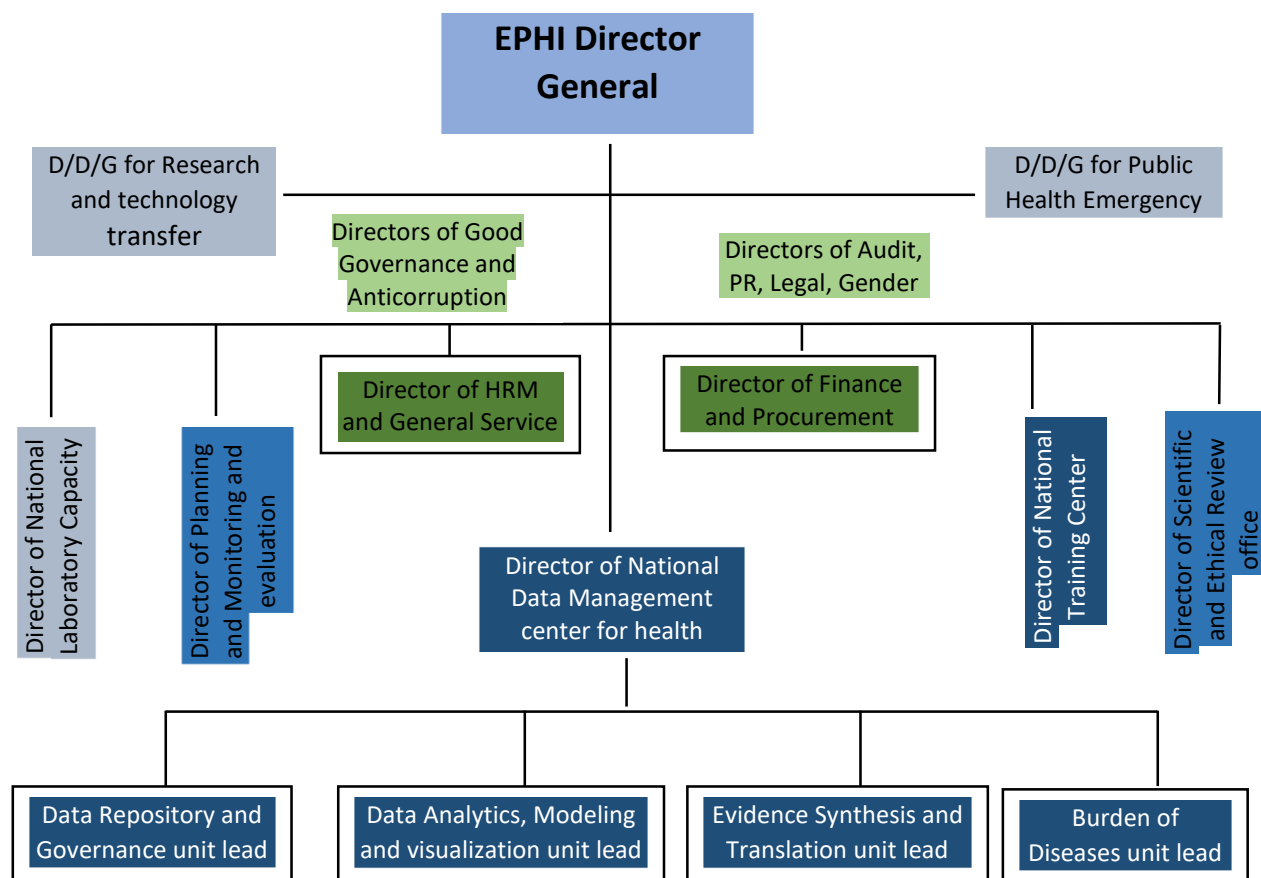 EPHI Director
General
D/D/G for Research
and technology
transfer
D/D/G for Public
Health Emergency
Directors of Good
Governance and
Anticorruption
Directors of Audit,
PR, Legal, Gender
Director of HRM
and General Service
Director of Finance
and Procurement
Director of National
Laboratory Capacity
Director of Planning
and Monitoring and
evaluation
Director of National
Data Management
center for health
Director of National
Training Center
Director of Scientific
and Ethical Review
office
Data Repository and
Governance unit lead
Data Analytics, Modeling
and visualization unit lead
Evidence Synthesis and
Translation unit lead
Burden of
Diseases unit lead